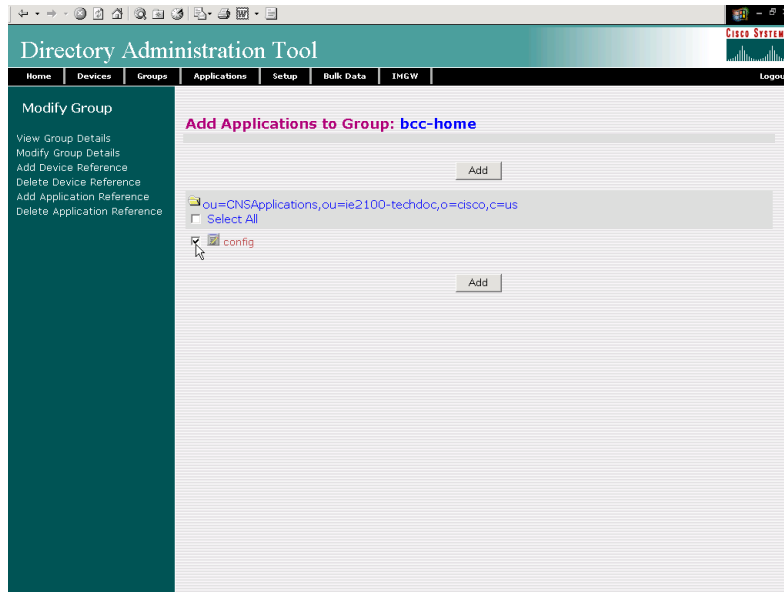 Directory Administration Tool
CISCO SYSTEM
Home Devices Groups Applications Setup Bulk Data IMGW Logou
Modify Group
View Group Details
Modify Group Details
Add Device Reference
Delete Device Reference
Add Application Reference
Delete Application Reference
Add Applications to Group: bcc-home
Add
ou=CNSApplications,ou=ie2100-techdoc,o=cisco,c=us
Select All
config
Add